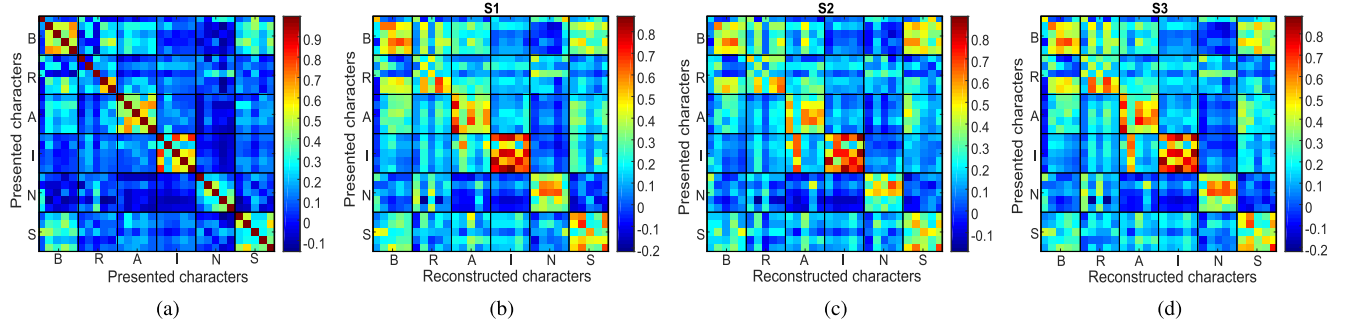 S1
S2
S3
Presented characters
B
R
A
I
N
S
B R A I N S
Presented characters
0.9
0.8
0.7
0.6
0.5
0.4
0.3
0.2
0.1
0
-0.1
(a)
Presented characters
B
R
A
I
N
S
B R A I N S
Reconstructed characters
0.8
0.7
0.6
0.5
0.4
0.3
0.2
0.1
0
-0.1
-0.2
(b)
Presented characters
B
R
A
I
N
S
B R A I N S
Reconstructed characters
0.8
0.7
0.6
0.5
0.4
0.3
0.2
0.1
0
-0.1
(c)
Presented characters
B
R
A
I
N
S
B R A I N S
Reconstructed characters
0.8
0.7
0.6
0.5
0.4
0.3
0.2
0.1
0
-0.1
-0.2
(d)